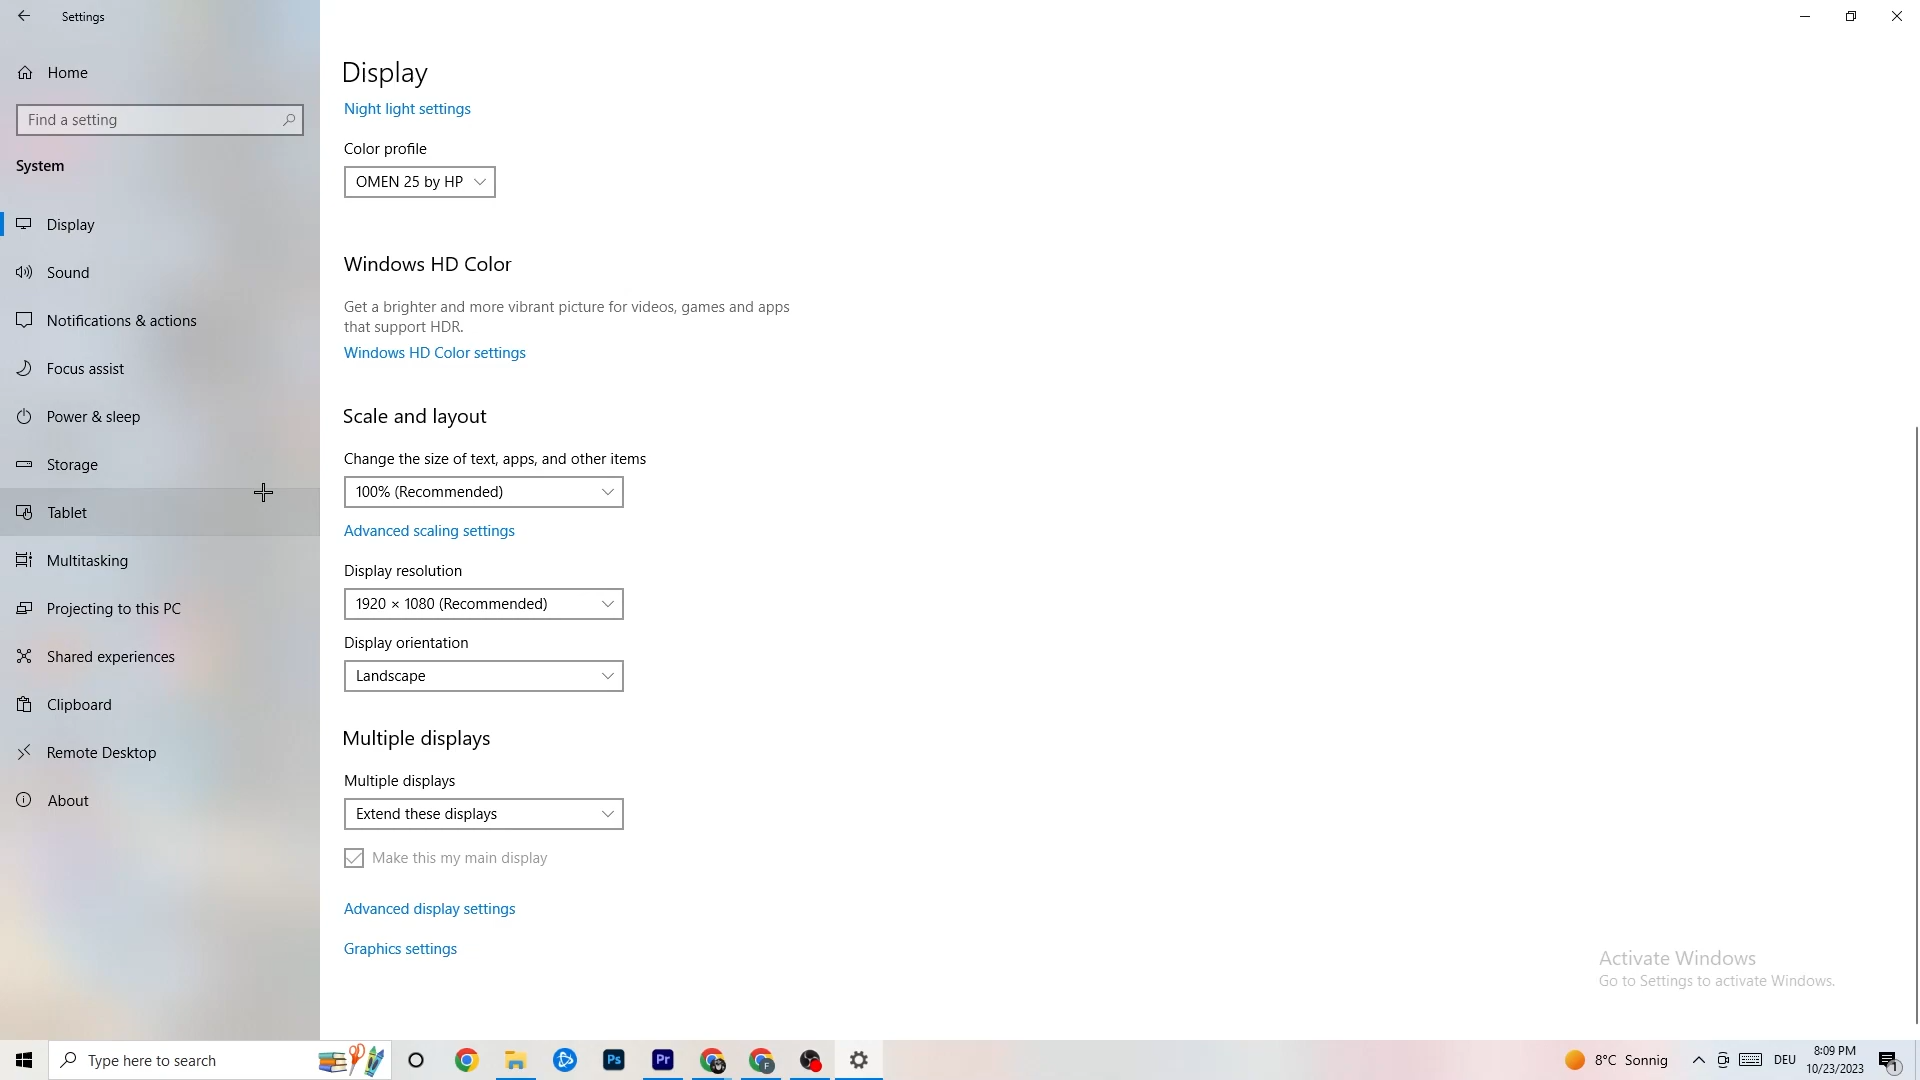 Settings
Home
Find a setting
System
Display
Sound
Notifications & actions
Focus assist
Power & sleep
Storage
Tablet
Multitasking
Projecting to this PC
Shared experiences
Clipboard
Remote Desktop
About
Display
Night light settings
Color profile
OMEN 25 by HP
Windows HD Color
Get a brighter and more vibrant picture for videos, games and apps
that support HDR.
Windows HD Color settings
Scale and layout
Change the size of text, apps, and other items
100% (Recommended)
Advanced scaling settings
Display resolution
1920 × 1080 (Recommended)
Display orientation
Landscape
Multiple displays
Multiple displays
Extend these displays
Make this my main display
Advanced display settings
Graphics settings
Activate Windows
Go to Settings to activate Windows.
Type here to search
Ps
Pr
F
8°C Sonnig
DEU
8:09 PM
10/23/2023
1